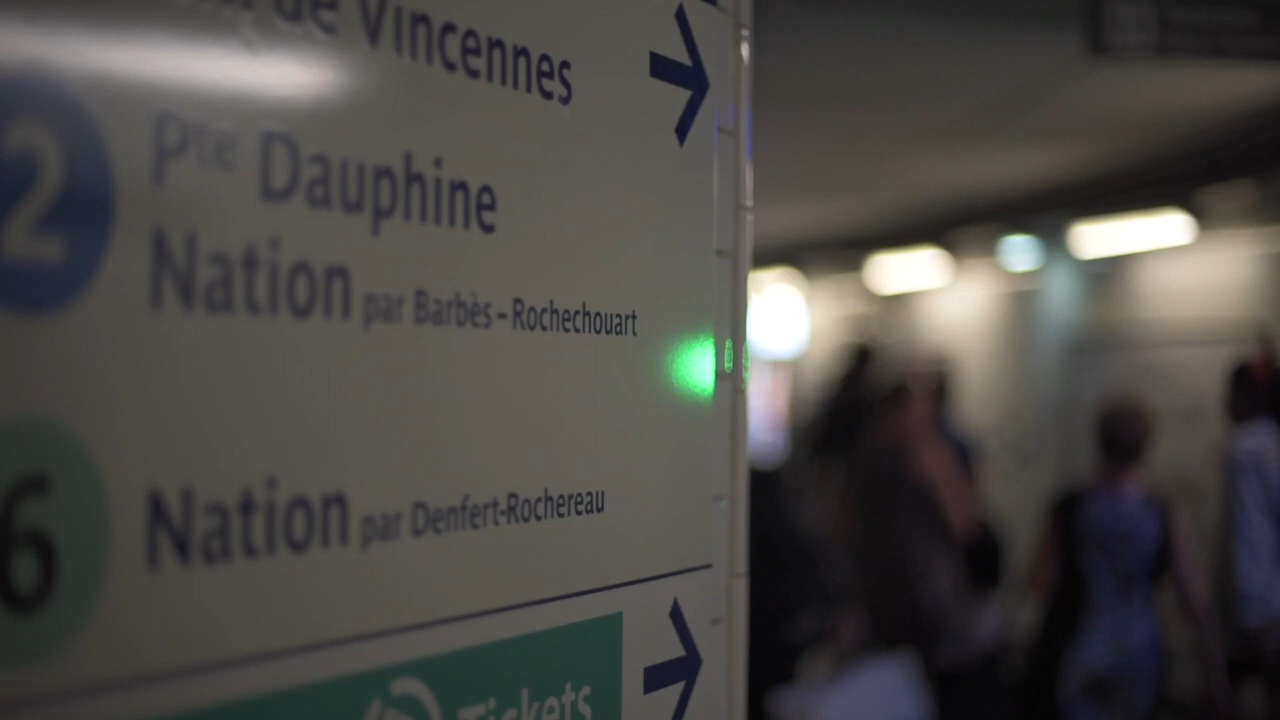 de Vincennes
2
Pte Dauphine
Nation par Barbès – Rochechouart
6
Nation par Denfert-Rochereau
Tickets